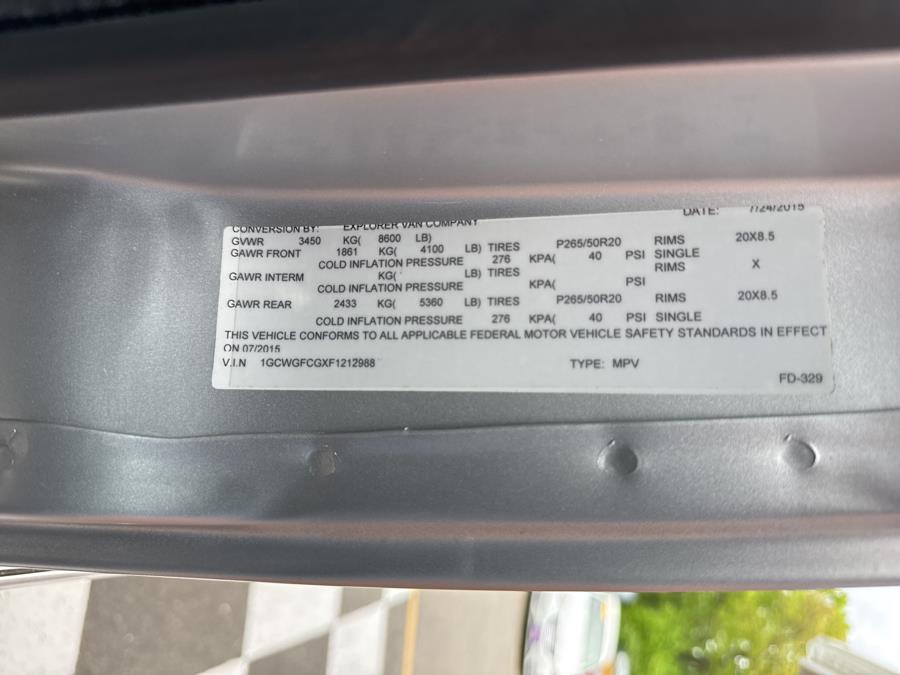 CONVERSION BY: EXPLORER VAN COMPANY DATE: 7/24/2015
GVWR 3450 KG( 8600 LB)
GAWR FRONT 1861 KG( 4100 LB) TIRES P265/50R20 RIMS 20X8.5
COLD INFLATION PRESSURE 276 KPA( 40 PSI SINGLE
GAWR INTERM KG( LB) TIRES RIMS X
COLD INFLATION PRESSURE KPA( PSI
GAWR REAR 2433 KG( 5360 LB) TIRES P265/50R20 RIMS 20X8.5
COLD INFLATION PRESSURE 276 KPA( 40 PSI SINGLE
THIS VEHICLE CONFORMS TO ALL APPLICABLE FEDERAL MOTOR VEHICLE SAFETY STANDARDS IN EFFECT
ON 07/2015
V.I.N 1GCWGFCGXF1212988 TYPE: MPV
FD-329